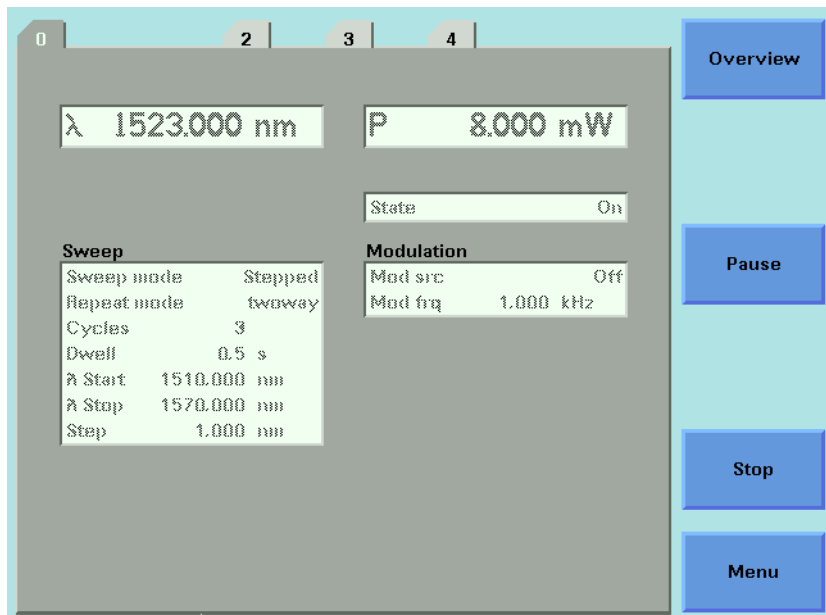 0 2 3 4
Overview
λ 1523.000 nm P 8.000 mW
State On
Sweep Modulation
Pause
Sweep mode Stepped Mod src Off
Repeat mode twoway Mod frq 1.000 kHz
Cycles 3
Dwell 0.5 s
λ Start 1510.000 nm
λ Stop 1570.000 nm
Step 1.000 nm
Stop
Menu